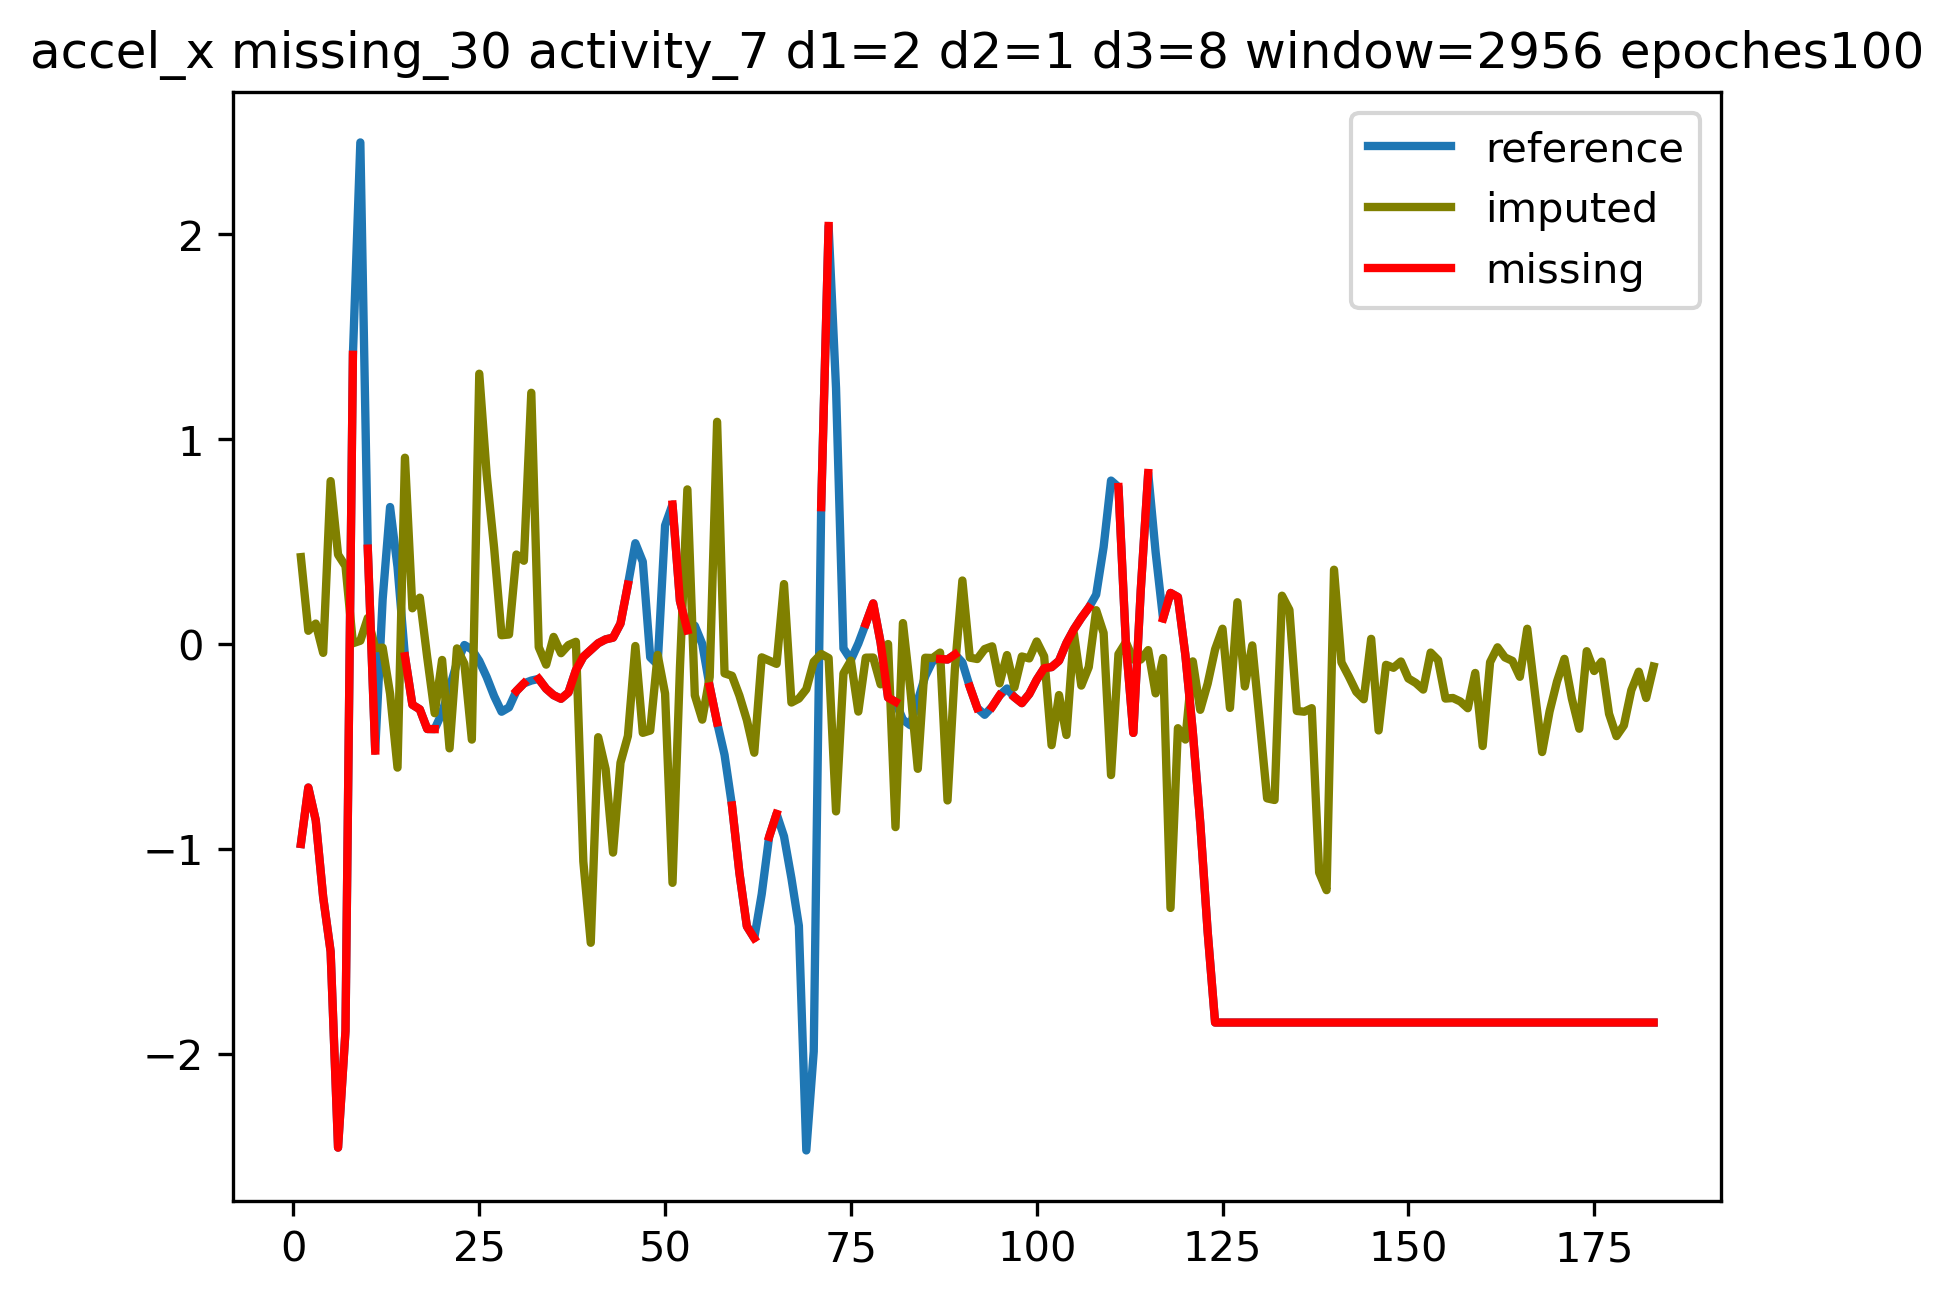 accel_x missing_30 activity_7 d1=2 d2=1 d3=8 window=2956 epoches100
reference
imputed
missing
2
1
0
−1
−2
0 25 50 75 100 125 150 175